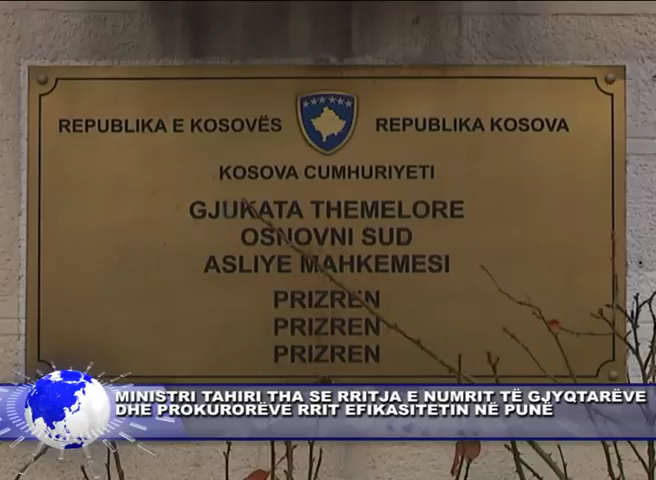 REPUBLIKA E KOSOVËS
REPUBLIKA KOSOVA
KOSOVA CUMHURIYETI
GJUKATA THEMELORE
OSNOVNI SUD
ASLIYE MAHKEMESI
PRIZREN
PRIZREN
PRIZREN
MINISTRI TAHIRI THA SE RRITJA E NUMRIT TË GJYQTARËVE
DHE PROKURORËVE RRIT EFIKASITETIN NË PUNË